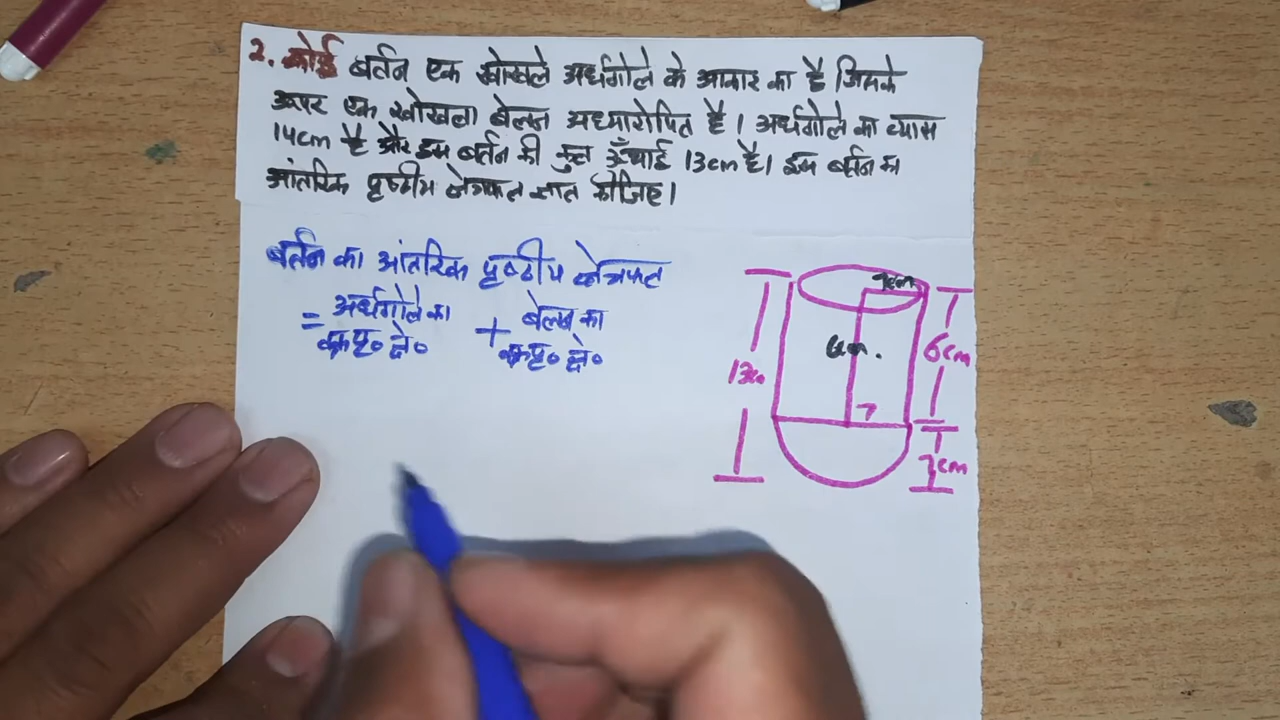 2. कोई बर्तन एक खोखले अर्धगोले के आकार का है जिसके
ऊपर एक खोखला बेलन अध्यारोपित है। अर्धगोले का व्यास
14cm है और इस बर्तन की कुल ऊँचाई 13cm है। इस बर्तन का
आंतरिक पृष्ठीय क्षेत्रफल ज्ञात कीजिए।
बर्तन का आंतरिक पृष्ठीय क्षेत्रफल
= अर्धगोले का + बेलन का
वक्रपृ० क्षे० वक्रपृ० क्षे०
7cm
6cm.
6cm
13cm
7
7cm